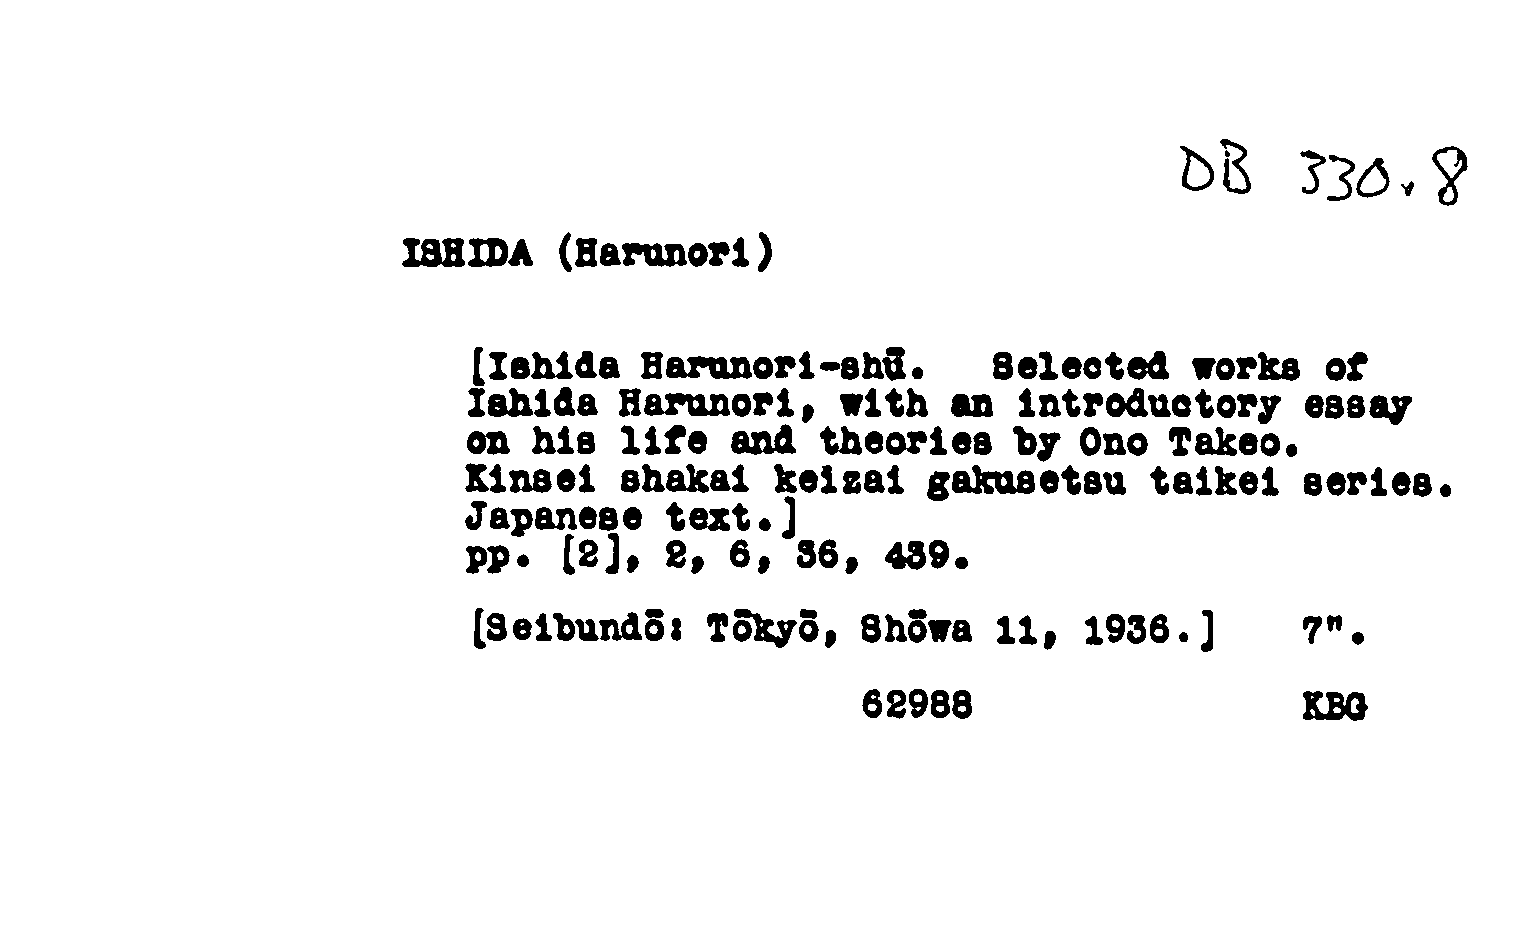 DB 330.8
ISHIDA (Harunori)
[Ishida Harunori-shū. Selected works of
Ishida Harunori, with an introductory essay
on his life and theories by Ono Takeo.
Kinsei shakai keizai gakusetsu taikei series.
Japanese text.]
pp. [2], 2, 6, 36, 439.
[Seibundō: Tōkyō, Shōwa 11, 1936.] 7".
62988 KBG